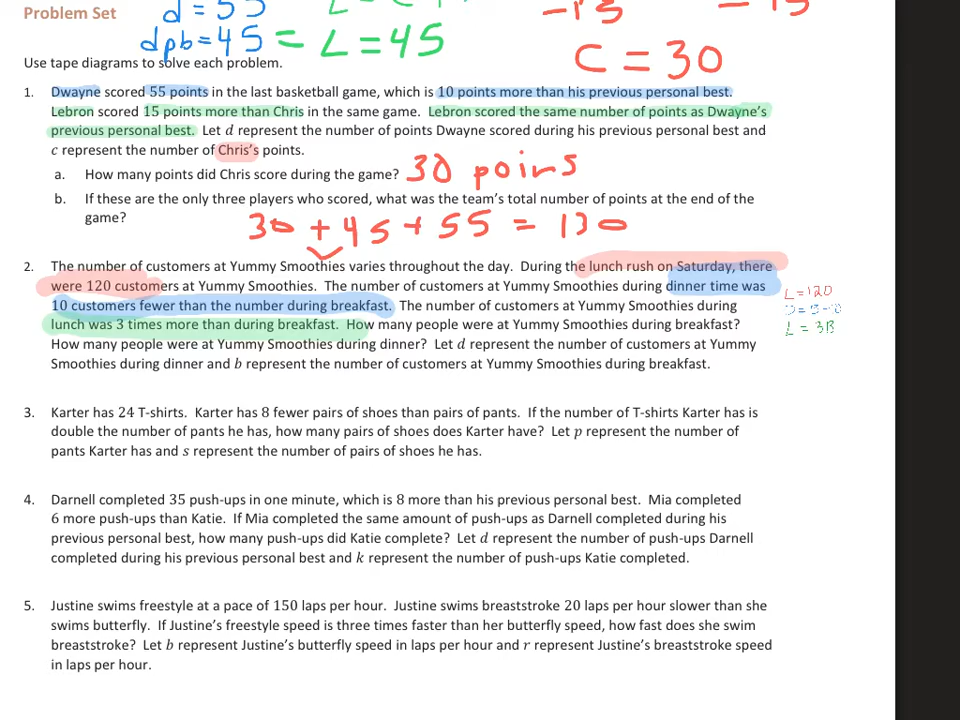 Problem Set
dpb = 45 = L = 45
C = 30
Use tape diagrams to solve each problem.
1. Dwayne scored 55 points in the last basketball game, which is 10 points more than his previous personal best.
Lebron scored 15 points more than Chris in the same game. Lebron scored the same number of points as Dwayne's
previous personal best. Let d represent the number of points Dwayne scored during his previous personal best and
c represent the number of Chris's points.
a. How many points did Chris score during the game? 30 poins
b. If these are the only three players who scored, what was the team's total number of points at the end of the
game?
30 + 45 + 55 = 130
2. The number of customers at Yummy Smoothies varies throughout the day. During the lunch rush on Saturday, there
were 120 customers at Yummy Smoothies. The number of customers at Yummy Smoothies during dinner time was
10 customers fewer than the number during breakfast. The number of customers at Yummy Smoothies during
lunch was 3 times more than during breakfast. How many people were at Yummy Smoothies during breakfast?
How many people were at Yummy Smoothies during dinner? Let d represent the number of customers at Yummy
Smoothies during dinner and b represent the number of customers at Yummy Smoothies during breakfast.
L = 120
L = 3B
3. Karter has 24 T-shirts. Karter has 8 fewer pairs of shoes than pairs of pants. If the number of T-shirts Karter has is
double the number of pants he has, how many pairs of shoes does Karter have? Let p represent the number of
pants Karter has and s represent the number of pairs of shoes he has.
4. Darnell completed 35 push-ups in one minute, which is 8 more than his previous personal best. Mia completed
6 more push-ups than Katie. If Mia completed the same amount of push-ups as Darnell completed during his
previous personal best, how many push-ups did Katie complete? Let d represent the number of push-ups Darnell
completed during his previous personal best and k represent the number of push-ups Katie completed.
5. Justine swims freestyle at a pace of 150 laps per hour. Justine swims breaststroke 20 laps per hour slower than she
swims butterfly. If Justine's freestyle speed is three times faster than her butterfly speed, how fast does she swim
breaststroke? Let b represent Justine's butterfly speed in laps per hour and r represent Justine's breaststroke speed
in laps per hour.